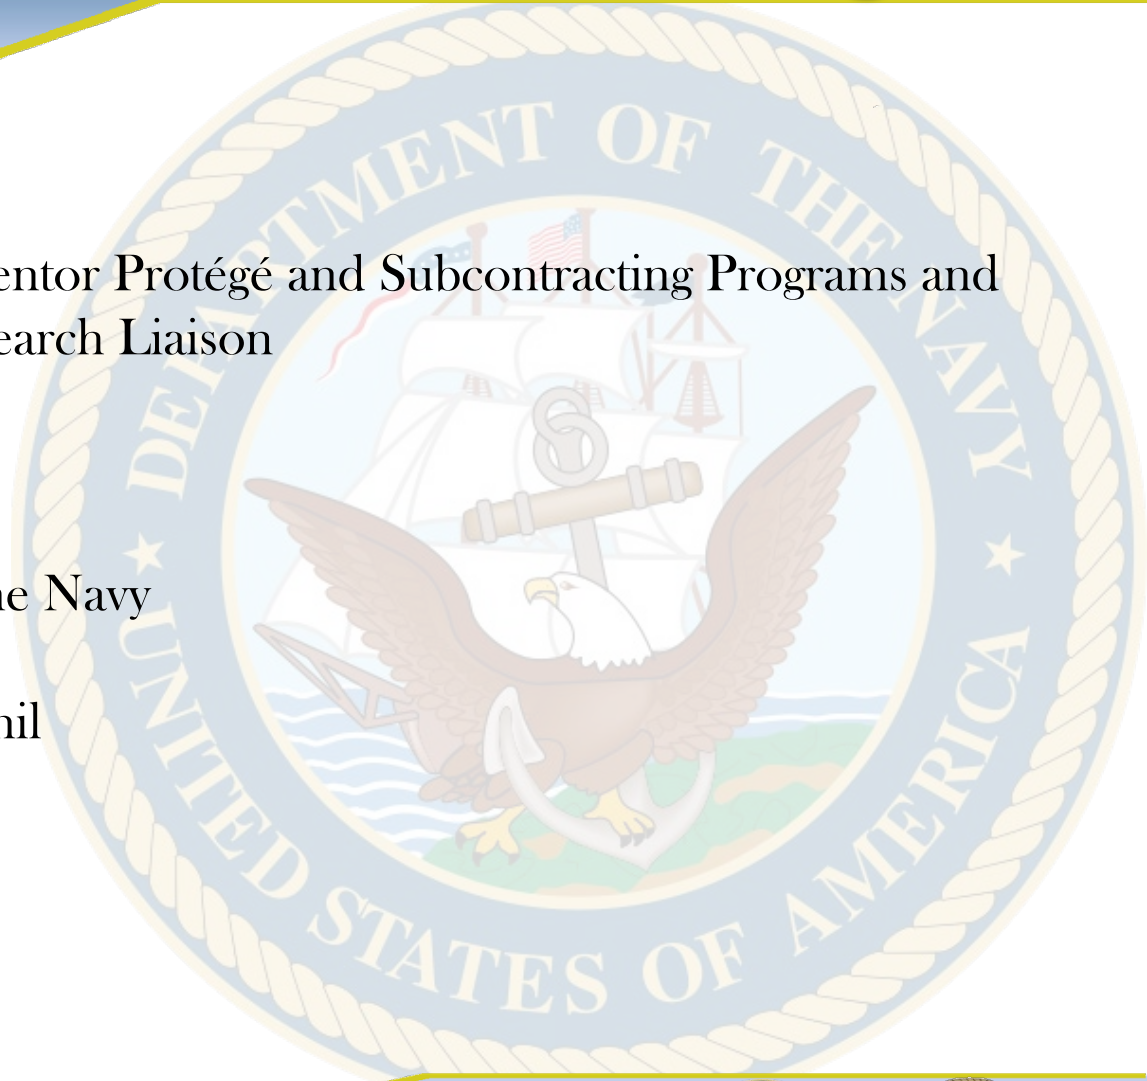 DEPARTMENT OF THE NAVY
entor Protégé and Subcontracting Programs and
earch Liaison
Navy
UNITED STATES OF AMERICA